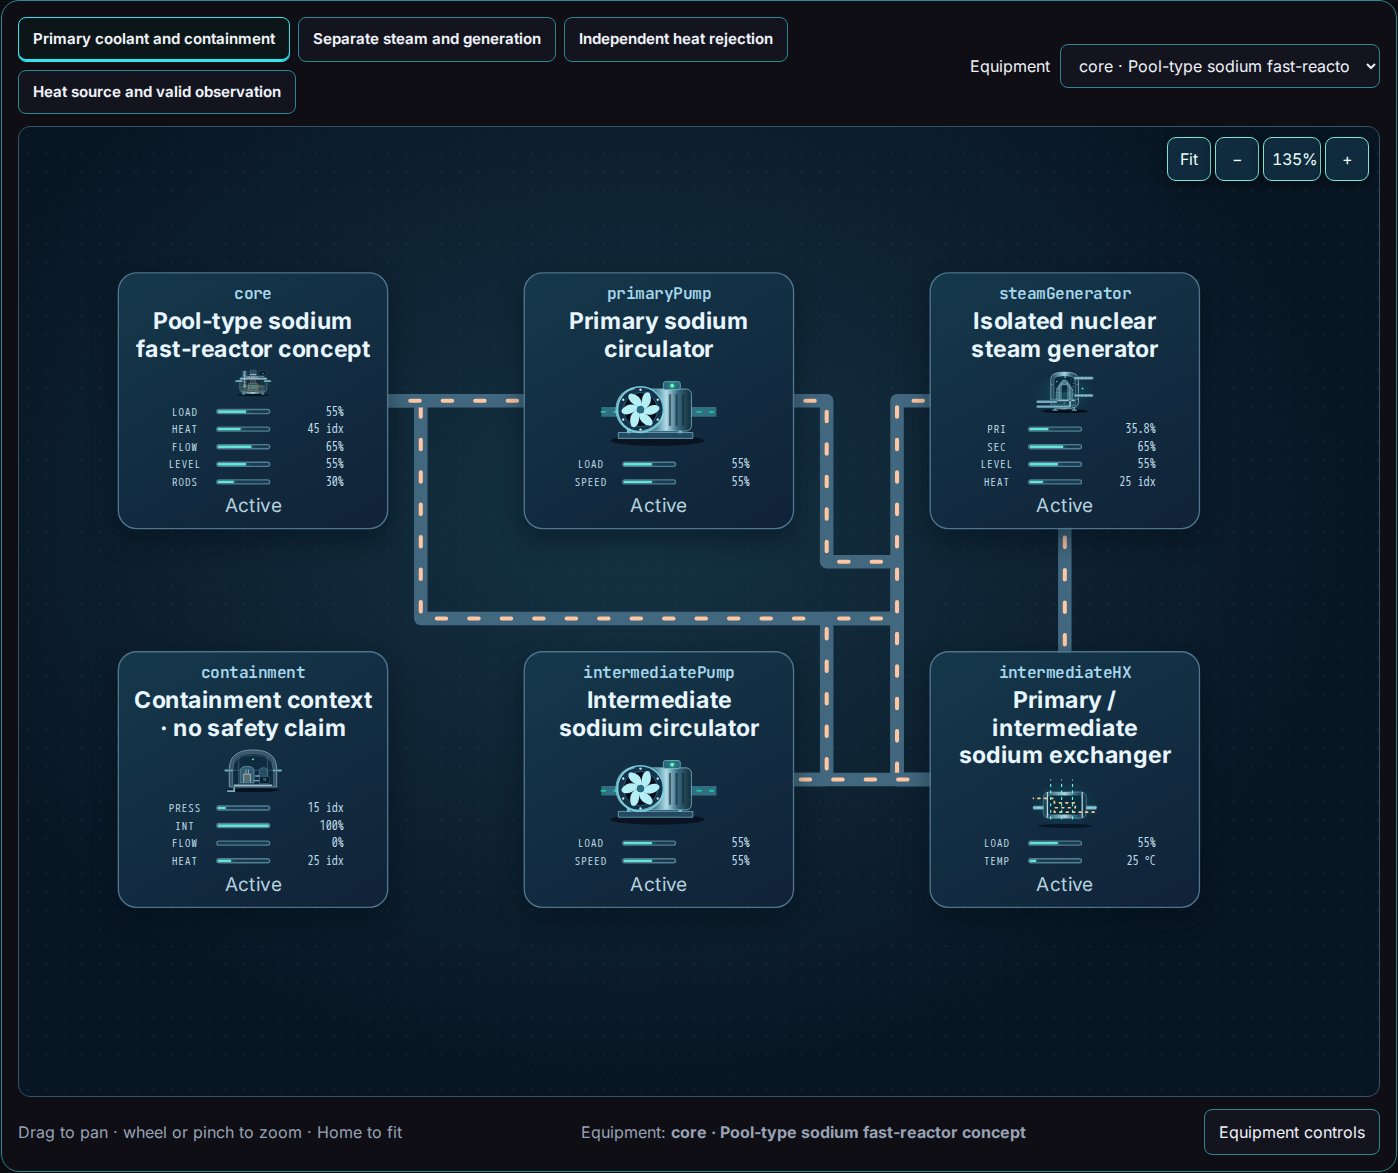 Primary coolant and containment
Separate steam and generation
Independent heat rejection
Heat source and valid observation
Equipment
core · Pool-type sodium fast-reacto
Fit
−
135%
+
core
Pool-type sodium
fast-reactor concept
LOAD 55%
HEAT 45 idx
FLOW 65%
LEVEL 55%
RODS 30%
Active
primaryPump
Primary sodium
circulator
LOAD 55%
SPEED 55%
Active
steamGenerator
Isolated nuclear
steam generator
PRI 35.8%
SEC 65%
LEVEL 55%
HEAT 25 idx
Active
containment
Containment context
· no safety claim
PRESS 15 idx
INT 100%
FLOW 0%
HEAT 25 idx
Active
intermediatePump
Intermediate
sodium circulator
LOAD 55%
SPEED 55%
Active
intermediateHX
Primary /
intermediate
sodium exchanger
LOAD 55%
TEMP 25 °C
Active
Drag to pan · wheel or pinch to zoom · Home to fit
Equipment: core · Pool-type sodium fast-reactor concept
Equipment controls